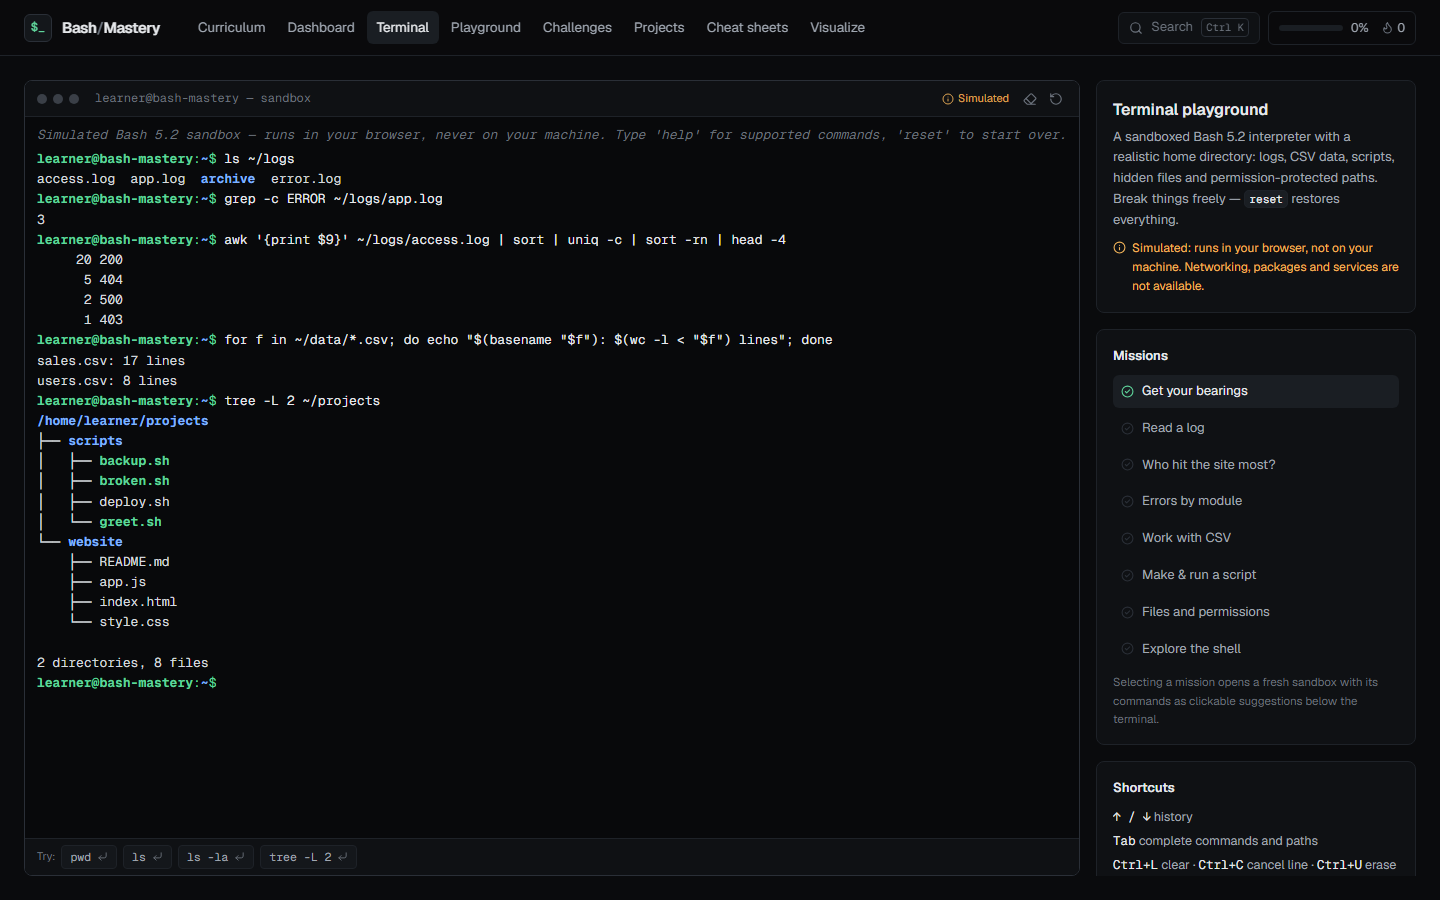 $_ Bash/Mastery Curriculum Dashboard Terminal Playground Challenges Projects Cheat sheets Visualize Search Ctrl K 0% 0
learner@bash-mastery — sandbox Simulated
Simulated Bash 5.2 sandbox — runs in your browser, never on your machine. Type 'help' for supported commands, 'reset' to start over.
learner@bash-mastery:~$ ls ~/logs
access.log  app.log  archive  error.log
learner@bash-mastery:~$ grep -c ERROR ~/logs/app.log
3
learner@bash-mastery:~$ awk '{print $9}' ~/logs/access.log | sort | uniq -c | sort -rn | head -4
     20 200
      5 404
      2 500
      1 403
learner@bash-mastery:~$ for f in ~/data/*.csv; do echo "$(basename "$f"): $(wc -l < "$f") lines"; done
sales.csv: 17 lines
users.csv: 8 lines
learner@bash-mastery:~$ tree -L 2 ~/projects
/home/learner/projects
├── scripts
│   ├── backup.sh
│   ├── broken.sh
│   ├── deploy.sh
│   └── greet.sh
└── website
    ├── README.md
    ├── app.js
    ├── index.html
    └── style.css
2 directories, 8 files
learner@bash-mastery:~$
Try: pwd ↵ ls ↵ ls -la ↵ tree -L 2 ↵
Terminal playground
A sandboxed Bash 5.2 interpreter with a
realistic home directory: logs, CSV data, scripts,
hidden files and permission-protected paths.
Break things freely — reset restores
everything.
Simulated: runs in your browser, not on your
machine. Networking, packages and services are
not available.
Missions
Get your bearings
Read a log
Who hit the site most?
Errors by module
Work with CSV
Make & run a script
Files and permissions
Explore the shell
Selecting a mission opens a fresh sandbox with its
commands as clickable suggestions below the
terminal.
Shortcuts
↑ / ↓ history
Tab complete commands and paths
Ctrl+L clear · Ctrl+C cancel line · Ctrl+U erase